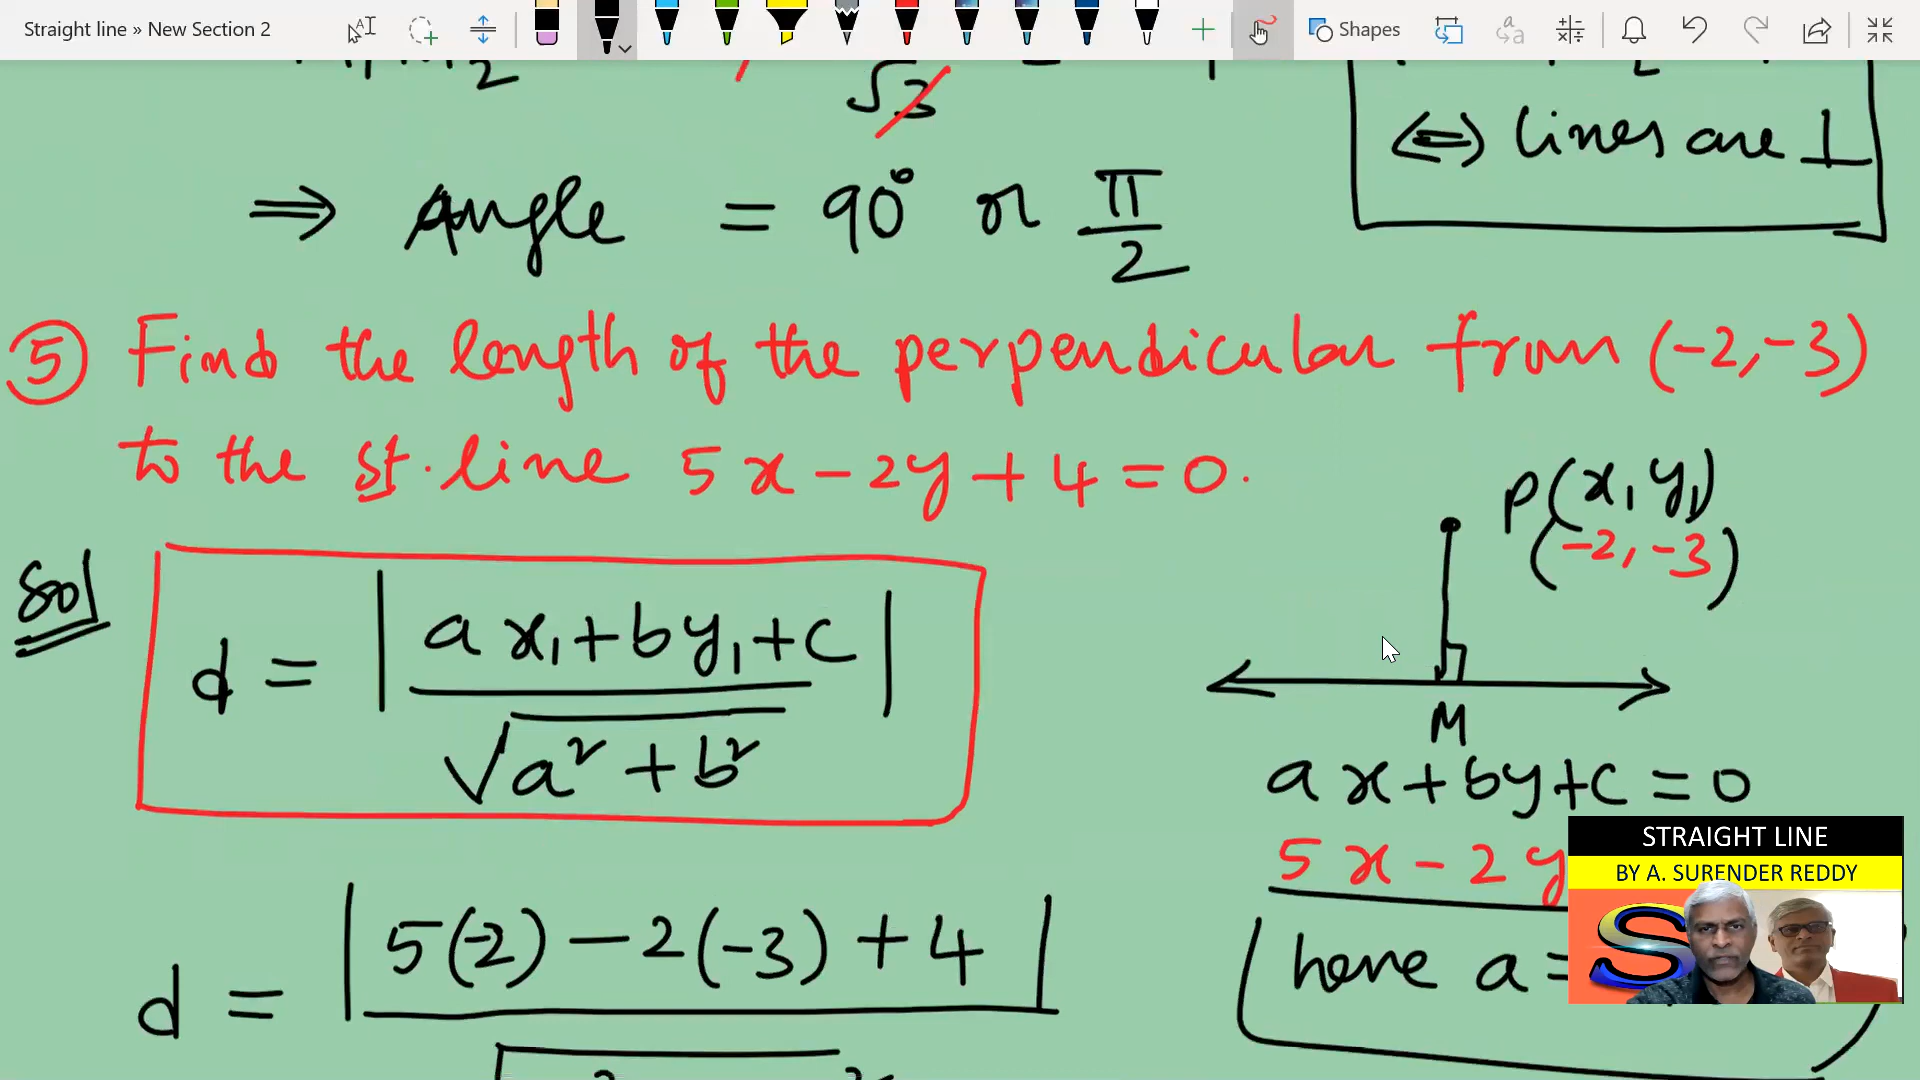 Straight line » New Section 2
Shapes
√3
⟺ lines are ⊥
⇒ Angle = 90° or π/2
⑤ Find the length of the perpendicular from (-2,-3)
to the st. line 5x - 2y + 4 = 0.
P(x₁ y₁)
(-2, -3)
Sol
d = | ax₁ + by₁ + c / √a² + b² |
M
ax + by + c = 0
5x - 2y
STRAIGHT LINE
BY A. SURENDER REDDY
S
here a =
d = | 5(-2) - 2(-3) + 4 |